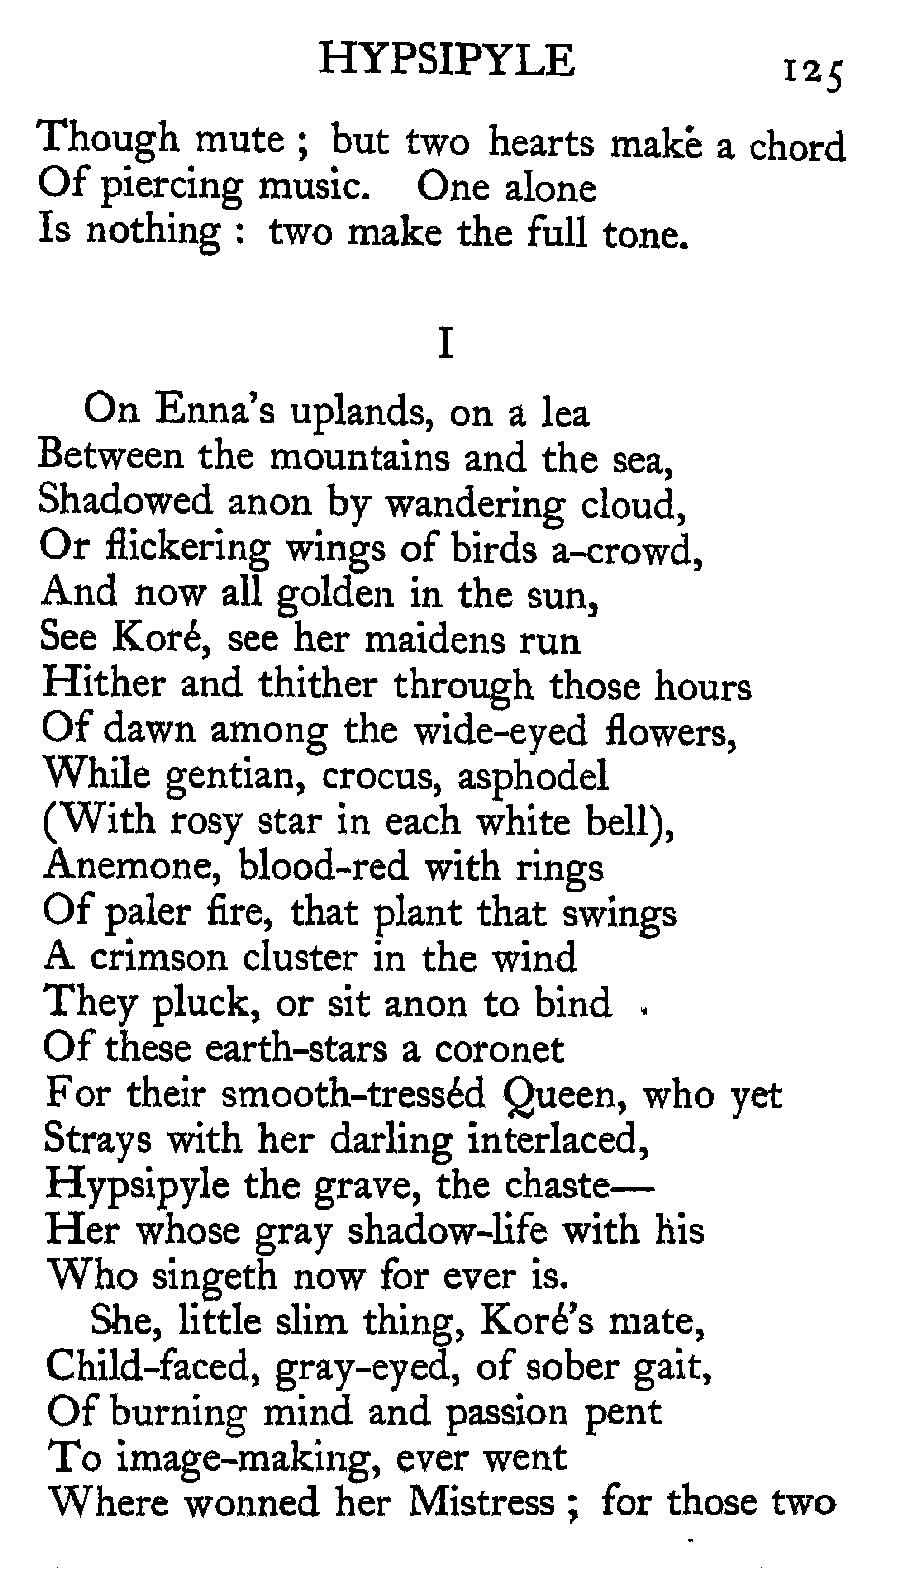 HYPSIPYLE 125
Though mute ; but two hearts make a chord
Of piercing music. One alone
Is nothing : two make the full tone.
I
On Enna's uplands, on a lea
Between the mountains and the sea,
Shadowed anon by wandering cloud,
Or flickering wings of birds a-crowd,
And now all golden in the sun,
See Koré, see her maidens run
Hither and thither through those hours
Of dawn among the wide-eyed flowers,
While gentian, crocus, asphodel
(With rosy star in each white bell),
Anemone, blood-red with rings
Of paler fire, that plant that swings
A crimson cluster in the wind
They pluck, or sit anon to bind
Of these earth-stars a coronet
For their smooth-tresséd Queen, who yet
Strays with her darling interlaced,
Hypsipyle the grave, the chaste—
Her whose gray shadow-life with his
Who singeth now for ever is.
She, little slim thing, Koré's mate,
Child-faced, gray-eyed, of sober gait,
Of burning mind and passion pent
To image-making, ever went
Where wonned her Mistress ; for those two